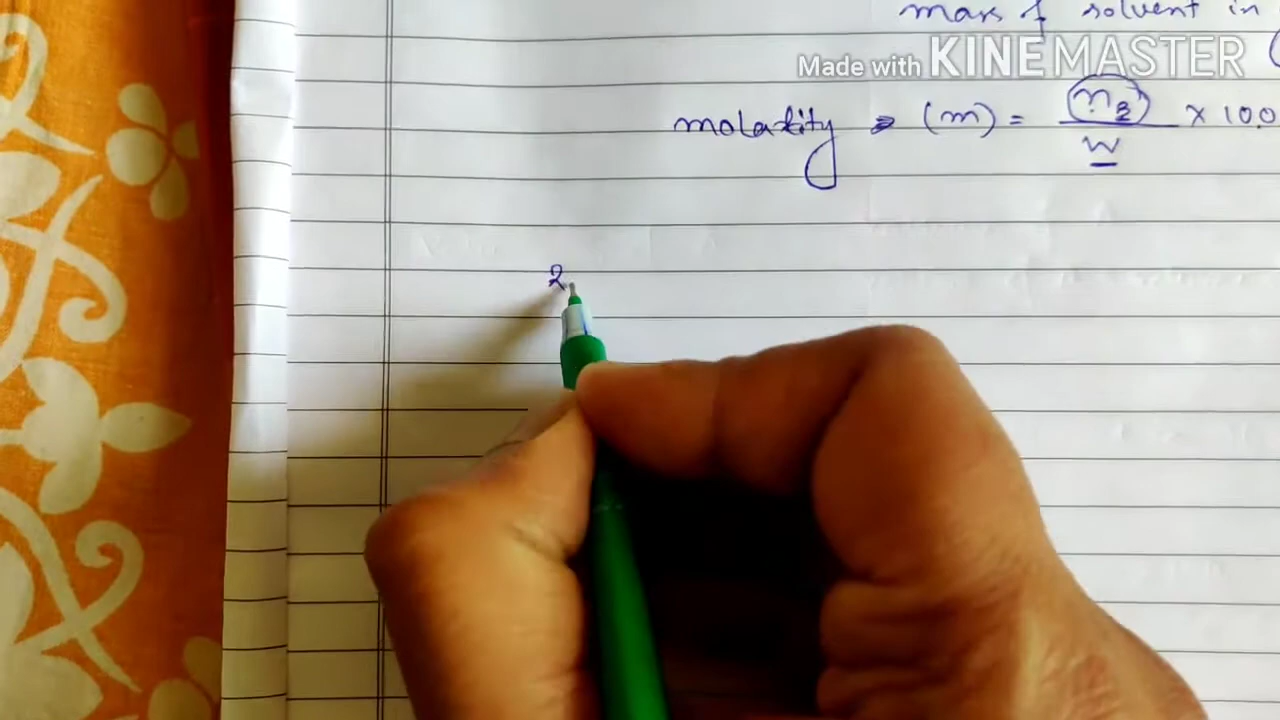 mass of solvent in
Made with KINEMASTER
molality → (m) = n2 × 100
w
2